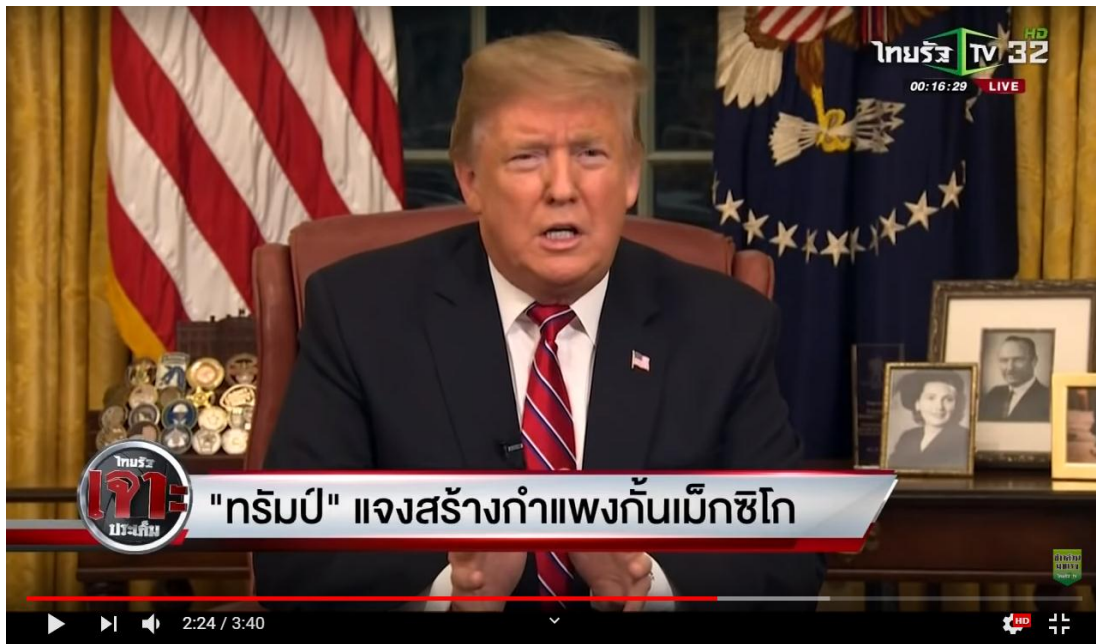 ไทยรัฐ TV HD 32
00:16:29 LIVE
ไทยรัฐ
เจาะ
ประเด็น
"ทรัมป์" แจงสร้างกำแพงกั้นเม็กซิโก
2:24 / 3:40
HD